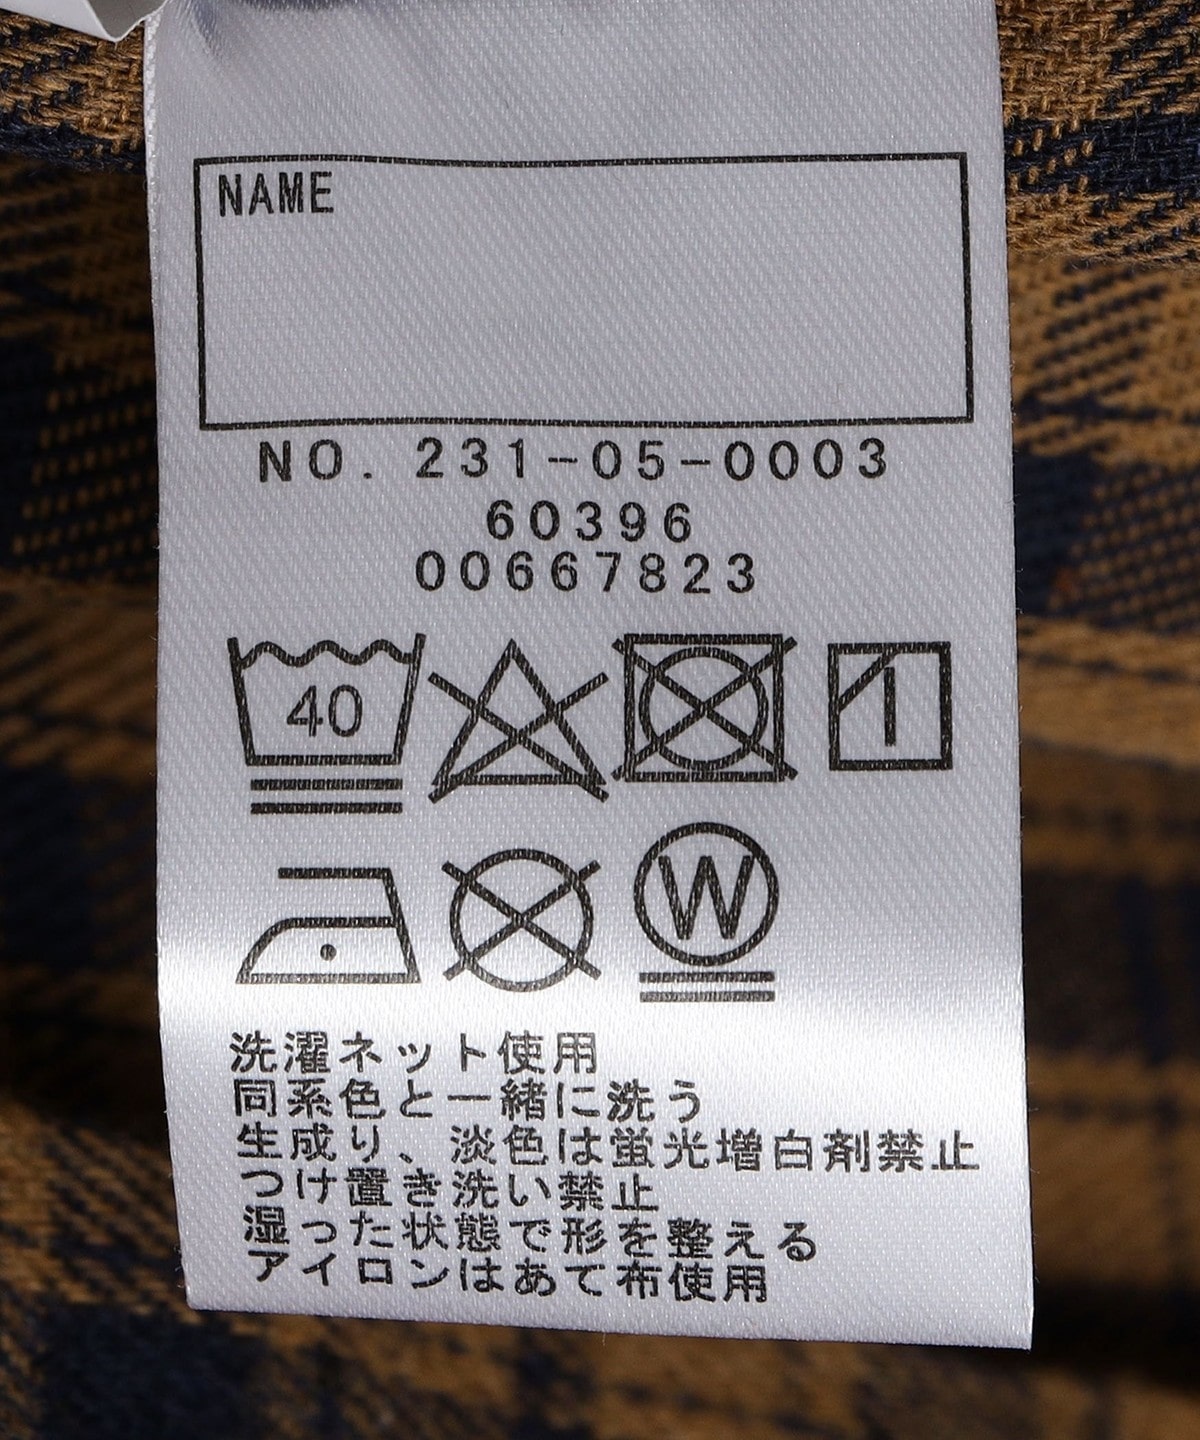 NAME
NO. 231-05-0003
60396
00667823
40
W
洗濯ネット使用
同系色と一緒に洗う
生成り、淡色は蛍光増白剤禁止
つけ置き洗い禁止
湿った状態で形を整える
アイロンはあて布使用